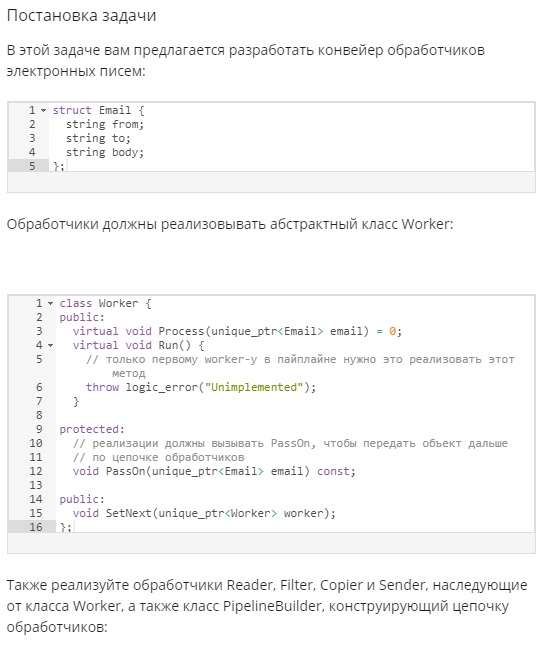 Постановка задачи
В этой задаче вам предлагается разработать конвейер обработчиков
электронных писем:
1 struct Email {
2 string from;
3 string to;
4 string body;
5 };
Обработчики должны реализовывать абстрактный класс Worker:
1 class Worker {
2 public:
3 virtual void Process(unique_ptr<Email> email) = 0;
4 virtual void Run() {
5 // только первому worker-у в пайплайне нужно это реализовать этот
метод
6 throw logic_error("Unimplemented");
7 }
8
9 protected:
10 // реализации должны вызывать PassOn, чтобы передать объект дальше
11 // по цепочке обработчиков
12 void PassOn(unique_ptr<Email> email) const;
13
14 public:
15 void SetNext(unique_ptr<Worker> worker);
16 };
Также реализуйте обработчики Reader, Filter, Copier и Sender, наследующие
от класса Worker, а также класс PipelineBuilder, конструирующий цепочку
обработчиков: